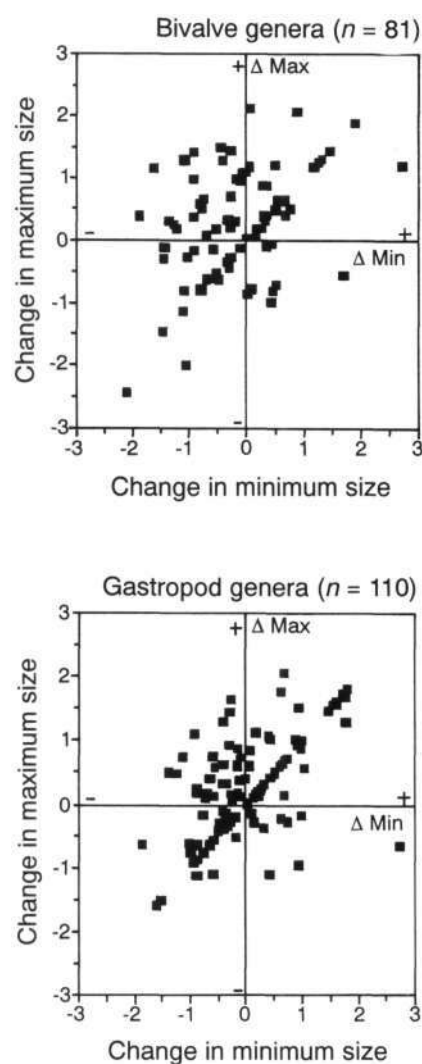 Bivalve genera (n = 81)
3
+ Δ Max
2
1
0
- Δ Min +
-1
-2
-3 -
-3 -2 -1 0 1 2 3
Change in maximum size
Change in minimum size
Gastropod genera (n = 110)
3
+ Δ Max
2
1
0
- Δ Min +
-1
-2
-3 -
-3 -2 -1 0 1 2 3
Change in maximum size
Change in minimum size